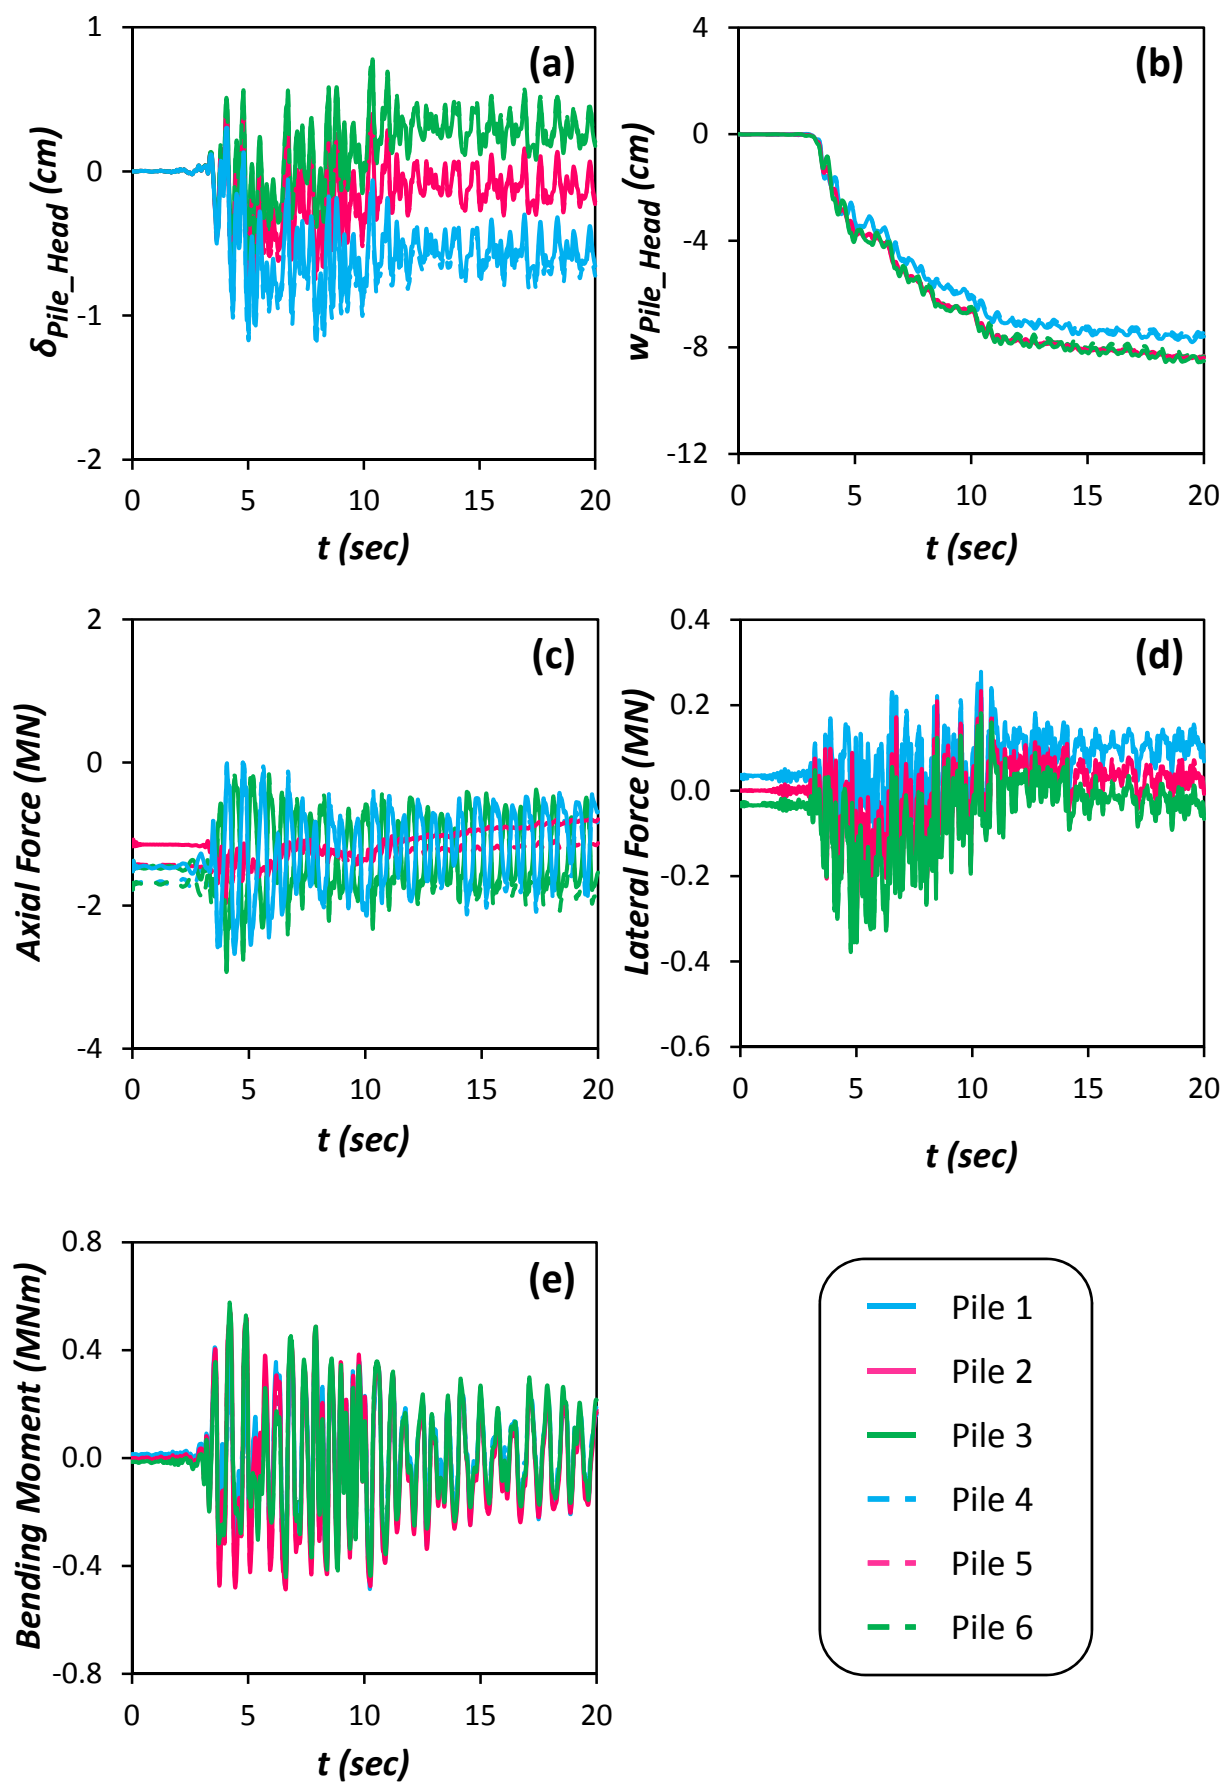 (a)
1
0
-1
-2
δPile_Head (cm)
0 5 10 15 20
t (sec)
(b)
4
0
-4
-8
-12
wPile_Head (cm)
0 5 10 15 20
t (sec)
(c)
2
0
-2
-4
Axial Force (MN)
0 5 10 15 20
t (sec)
(d)
0.4
0.2
0.0
-0.2
-0.4
-0.6
Lateral Force (MN)
0 5 10 15 20
t (sec)
(e)
0.8
0.4
0.0
-0.4
-0.8
Bending Moment (MNm)
0 5 10 15 20
t (sec)
Pile 1
Pile 2
Pile 3
Pile 4
Pile 5
Pile 6